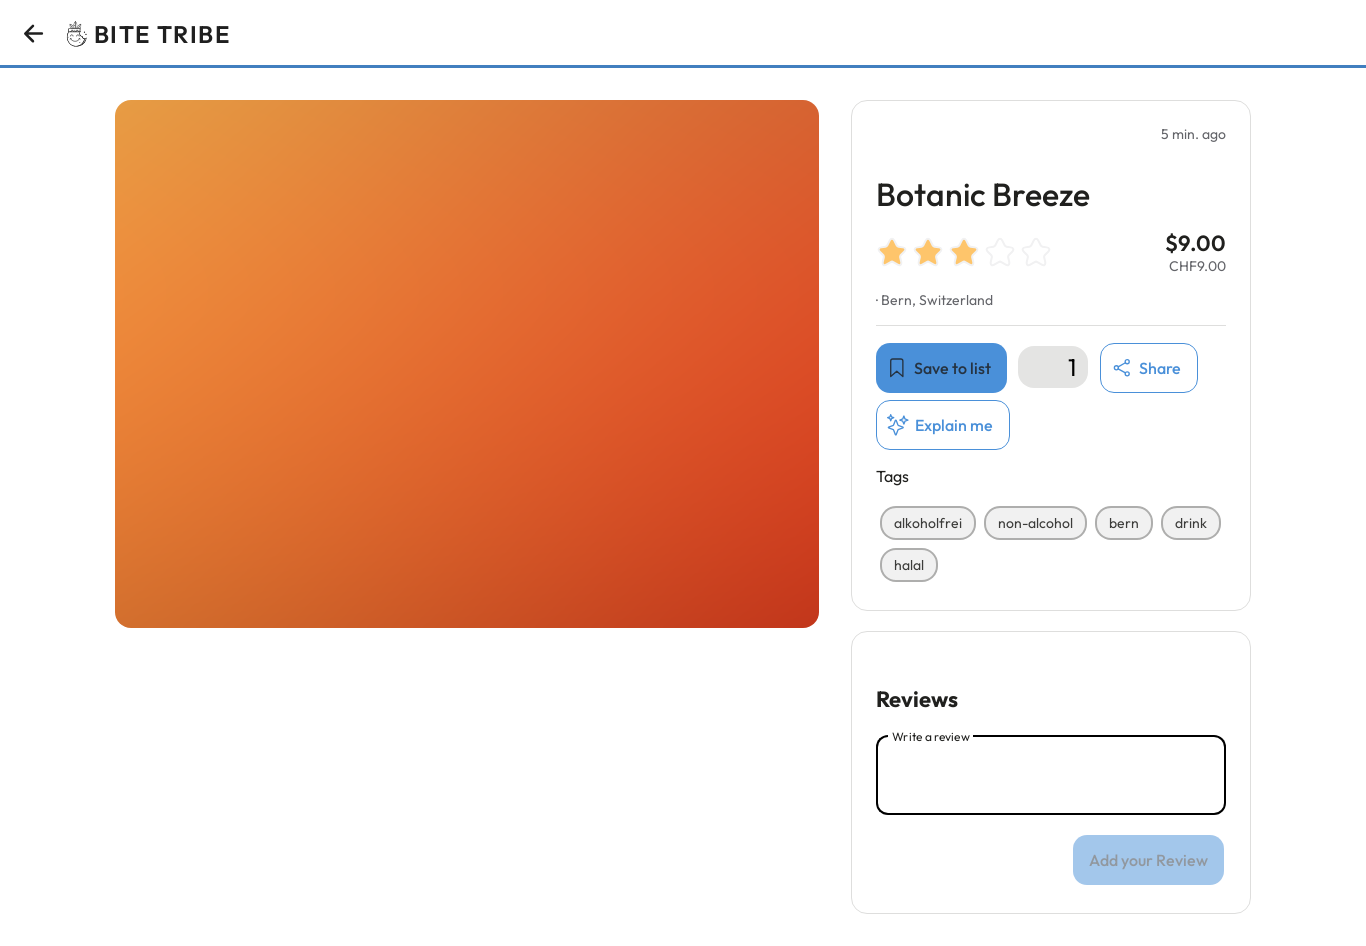 BITE TRIBE
5 min. ago
Botanic Breeze
$9.00
CHF9.00
· Bern, Switzerland
Save to list
1
Share
Explain me
Tags
alkoholfrei non-alcohol bern drink
halal
Reviews
Write a review
Add your Review